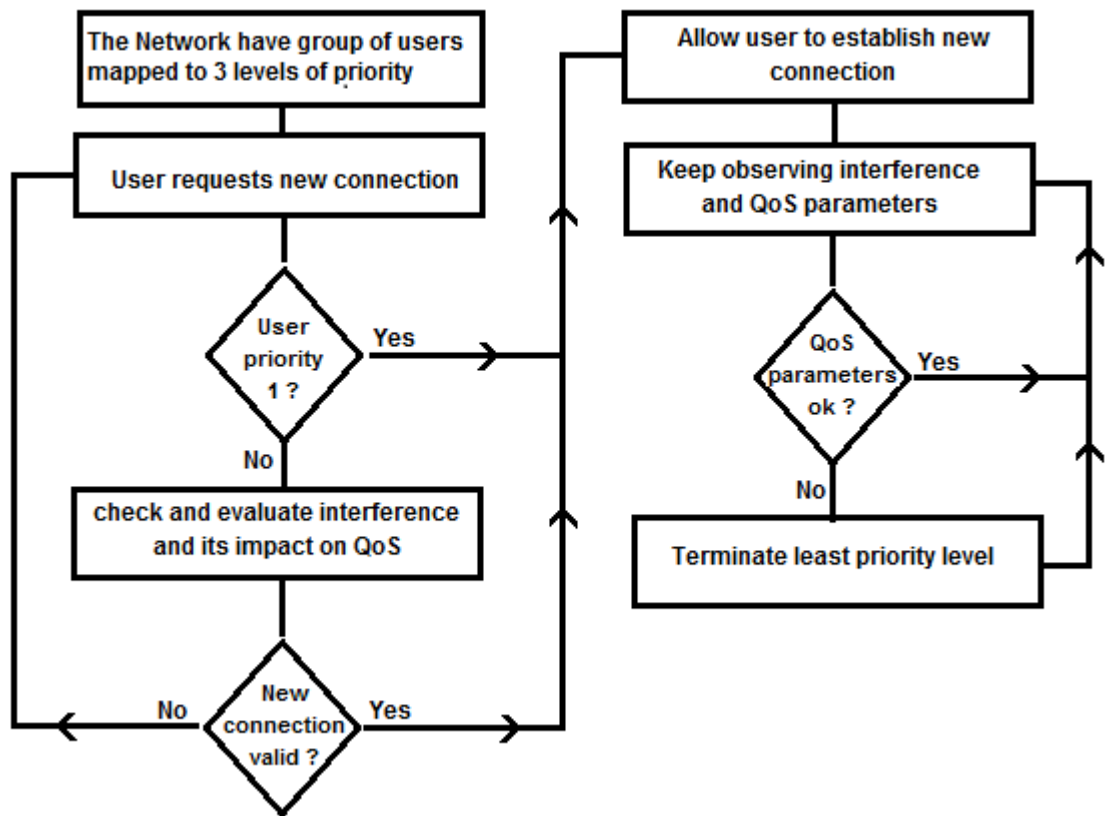 The Network have group of users
mapped to 3 levels of priority
User requests new connection
User
priority
1 ?
Yes
No
check and evaluate interference
and its impact on QoS
New
connection
valid ?
No
Yes
Allow user to establish new
connection
Keep observing interference
and QoS parameters
QoS
parameters
ok ?
Yes
No
Terminate least priority level